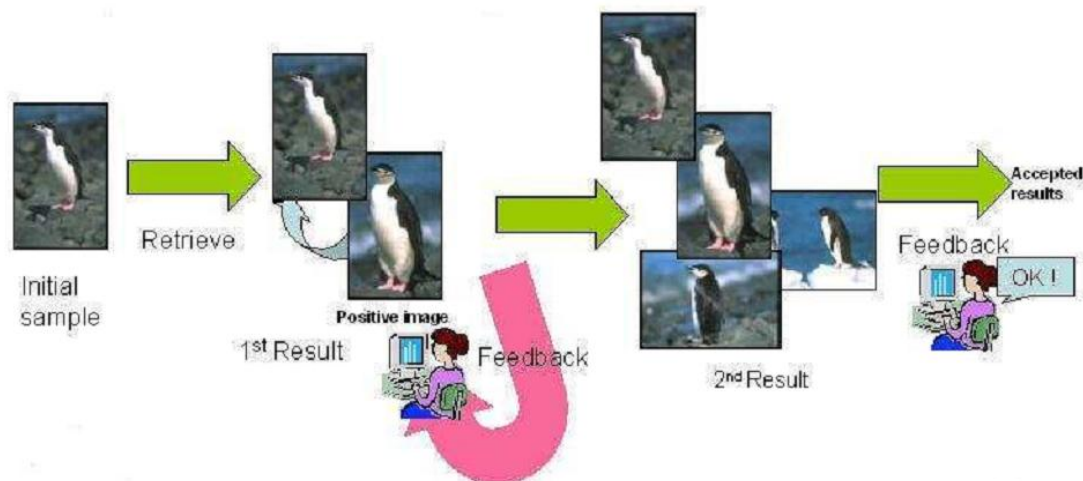 Initial
sample
Retrieve
1st Result
Positive image
Feedback
2nd Result
Feedback
OK !
Accepted
results